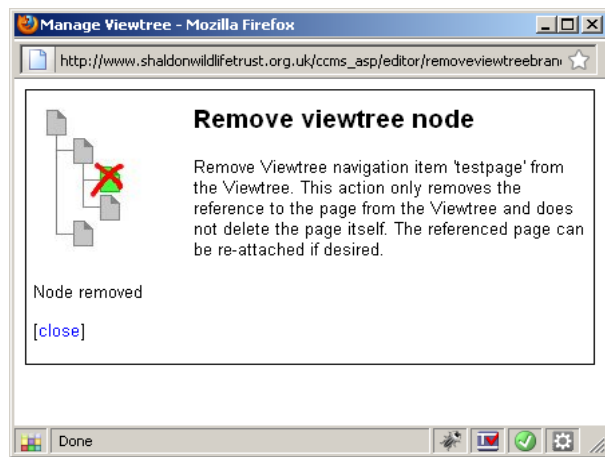 Manage Viewtree - Mozilla Firefox
http://www.shaldonwildlifetrust.org.uk/ccms_asp/editor/removeviewtreebran
Remove viewtree node
Remove Viewtree navigation item 'testpage' from
the Viewtree. This action only removes the
reference to the page from the Viewtree and does
not delete the page itself. The referenced page can
be re-attached if desired.
Node removed
[close]
Done